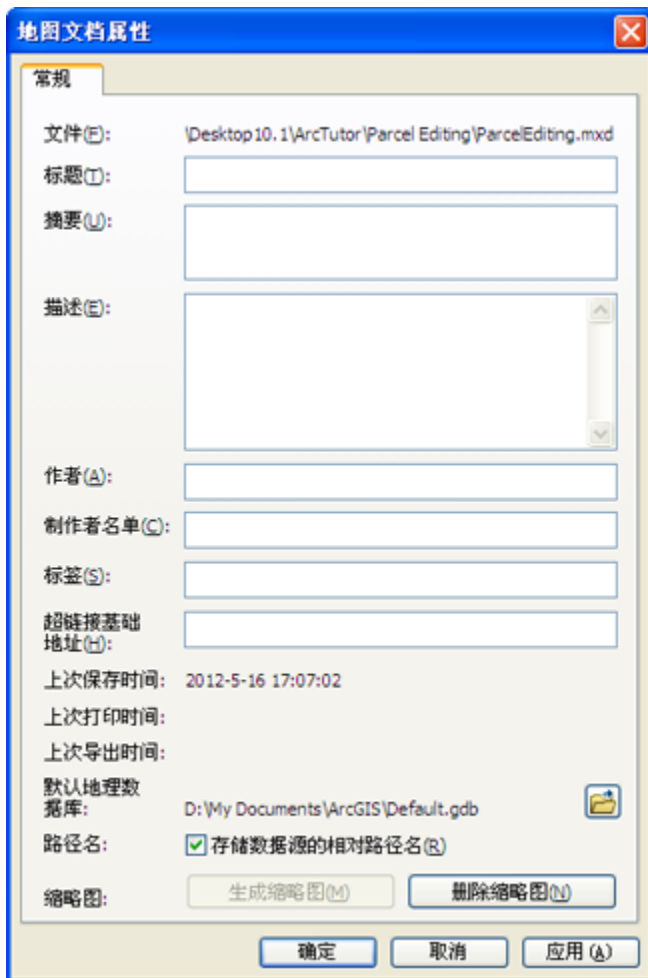 地图文档属性
常规
文件(F): \Desktop10.1\ArcTutor\Parcel Editing\ParcelEditing.mxd
标题(T):
摘要(U):
描述(E):
作者(A):
制作者名单(C):
标签(S):
超链接基础
地址(H):
上次保存时间: 2012-5-16 17:07:02
上次打印时间:
上次导出时间:
默认地理数
据库: D:\My Documents\ArcGIS\Default.gdb
路径名: 存储数据源的相对路径名(R)
缩略图: 生成缩略图(M) 删除缩略图(N)
确定 取消 应用(A)